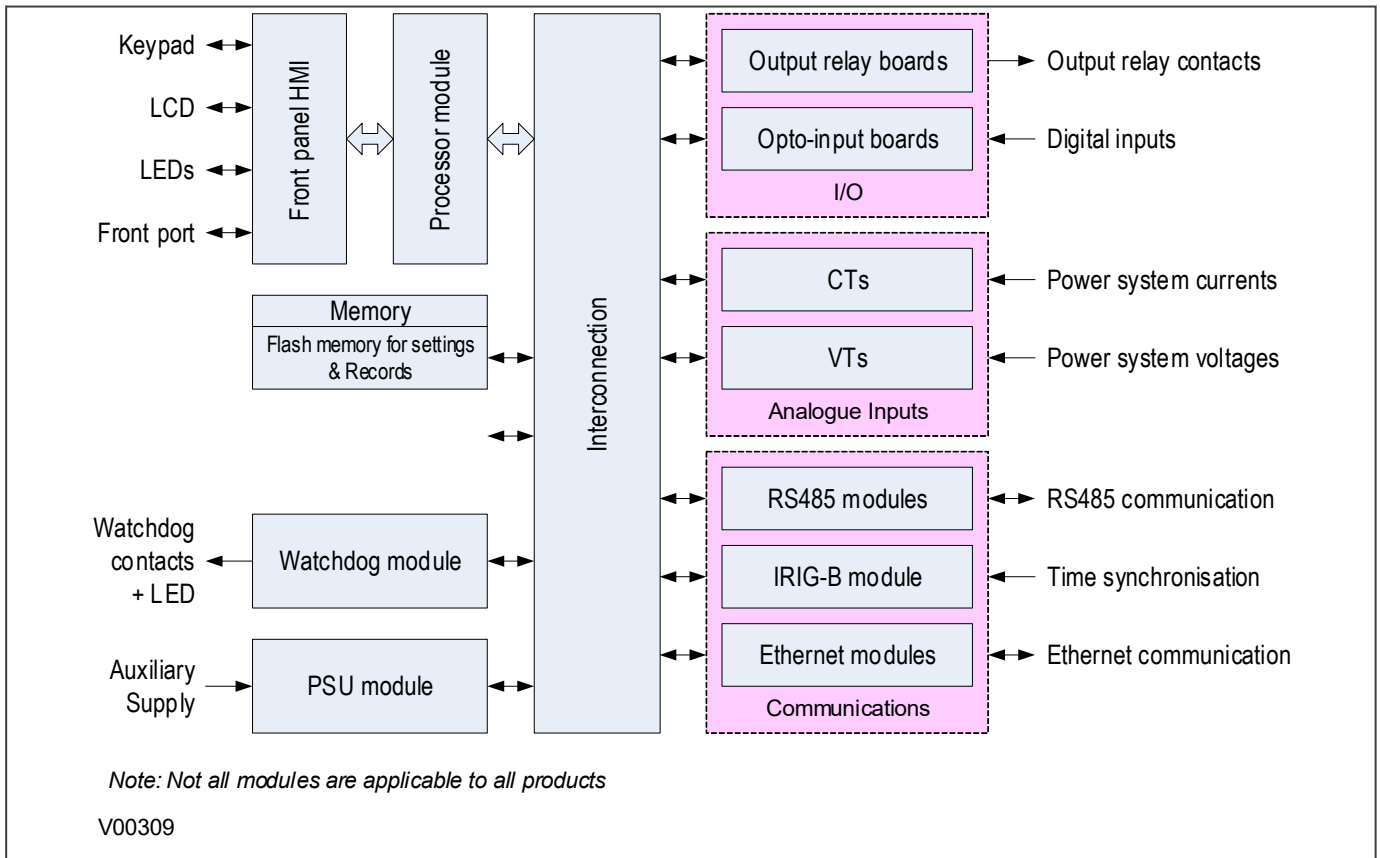 Keypad
LCD
LEDs
Front port
Front panel HMI
Processor module
Memory
Flash memory for settings
& Records
Watchdog
contacts
+ LED
Watchdog module
Auxiliary
Supply
PSU module
Interconnection
Output relay boards
Output relay contacts
Opto-input boards
Digital inputs
I/O
CTs
Power system currents
VTs
Power system voltages
Analogue Inputs
RS485 modules
RS485 communication
IRIG-B module
Time synchronisation
Ethernet modules
Ethernet communication
Communications
Note: Not all modules are applicable to all products
V00309